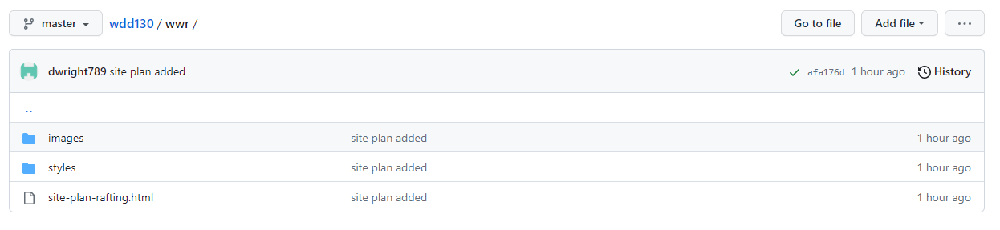 master wdd130 / wwr / Go to file Add file ...
dwright789 site plan added afa176d 1 hour ago History
..
images site plan added 1 hour ago
styles site plan added 1 hour ago
site-plan-rafting.html site plan added 1 hour ago